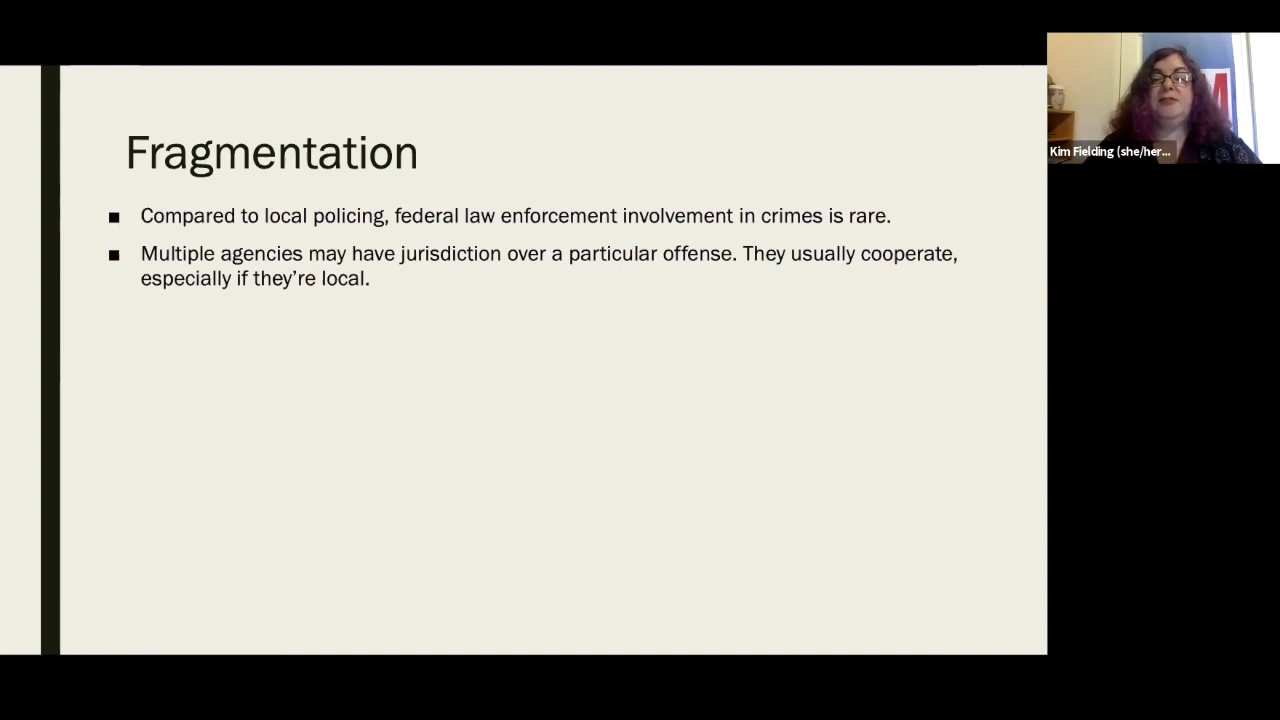 Fragmentation
■ Compared to local policing, federal law enforcement involvement in crimes is rare.
■ Multiple agencies may have jurisdiction over a particular offense. They usually cooperate,
especially if they’re local.
Kim Fielding (she/her...